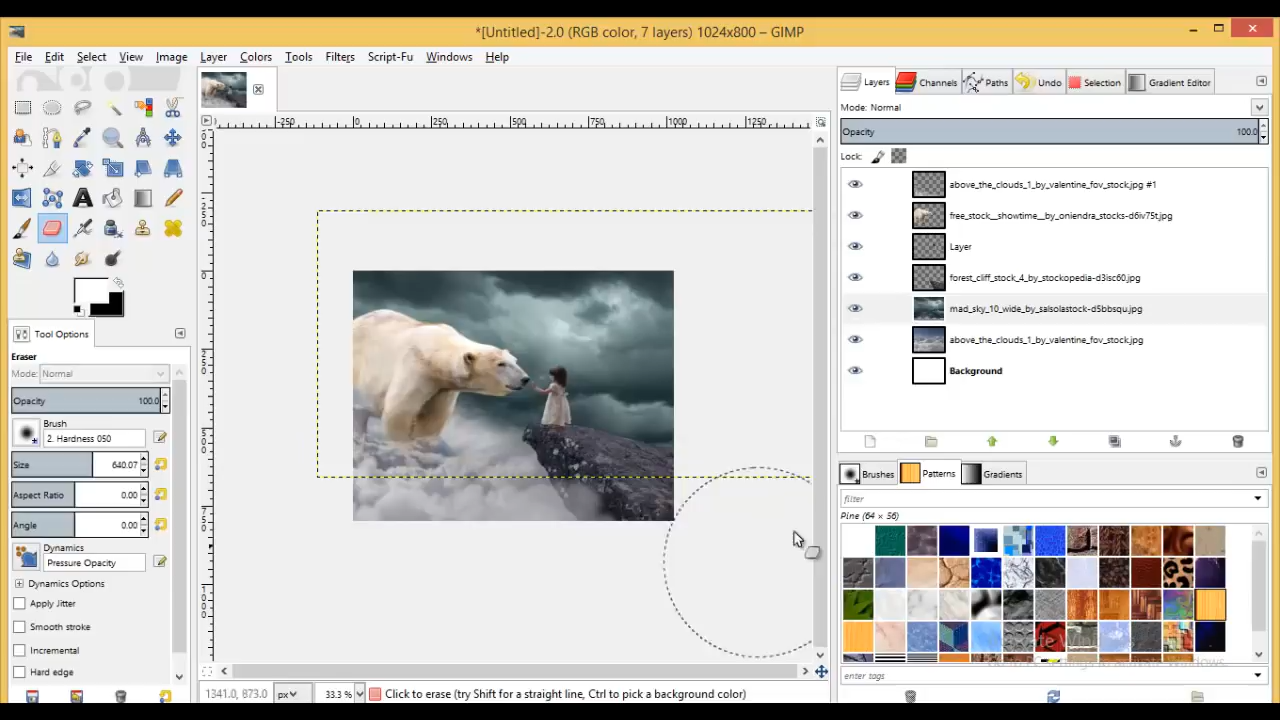 *[Untitled]-2.0 (RGB color, 7 layers) 1024x800 – GIMP
File Edit Select View Image Layer Colors Tools Filters Script-Fu Windows Help
Layers Channels Paths Undo Selection Gradient Editor
Mode: Normal
Opacity 100.0
Lock:
above_the_clouds_1_by_valentine_fov_stock.jpg #1
free_stock__showtime__by_oniendra_stocks-d6iv75t.jpg
Layer
forest_cliff_stock_4_by_stockopedia-d3isc60.jpg
mad_sky_10_wide_by_salsolastock-d5bbsqu.jpg
above_the_clouds_1_by_valentine_fov_stock.jpg
Background
-250 0 250 500 750 1000 1250
Tool Options
Eraser
Mode: Normal
Opacity 100.0
Brush
2. Hardness 050
Size 640.07
Aspect Ratio 0.00
Angle 0.00
Dynamics
Pressure Opacity
Dynamics Options
Apply Jitter
Smooth stroke
Incremental
Hard edge
Brushes Patterns Gradients
filter
Pine (64 × 56)
enter tags
1341.0, 873.0 px 33.3 % Click to erase (try Shift for a straight line, Ctrl to pick a background color)